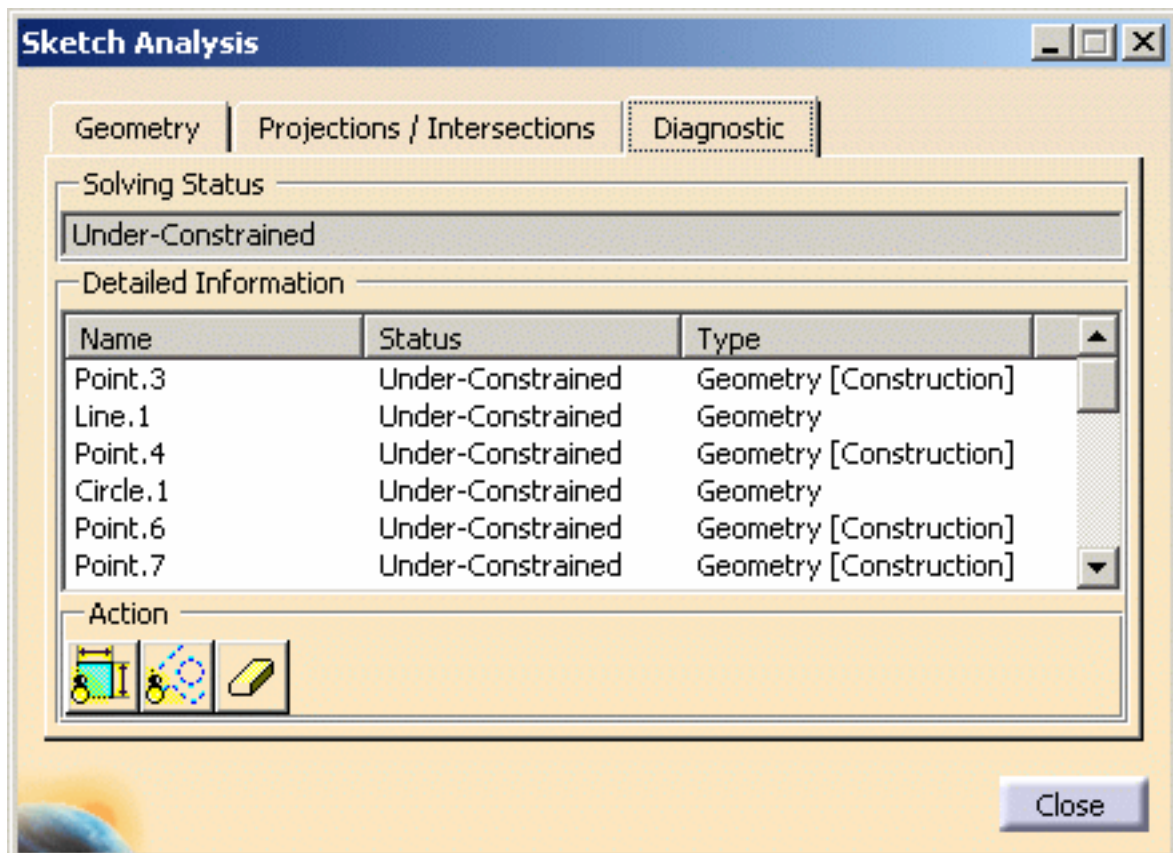 Sketch Analysis
Geometry Projections / Intersections Diagnostic
Solving Status
Under-Constrained
Detailed Information
Name Status Type
Point.3 Under-Constrained Geometry [Construction]
Line.1 Under-Constrained Geometry
Point.4 Under-Constrained Geometry [Construction]
Circle.1 Under-Constrained Geometry
Point.6 Under-Constrained Geometry [Construction]
Point.7 Under-Constrained Geometry [Construction]
Action
Close